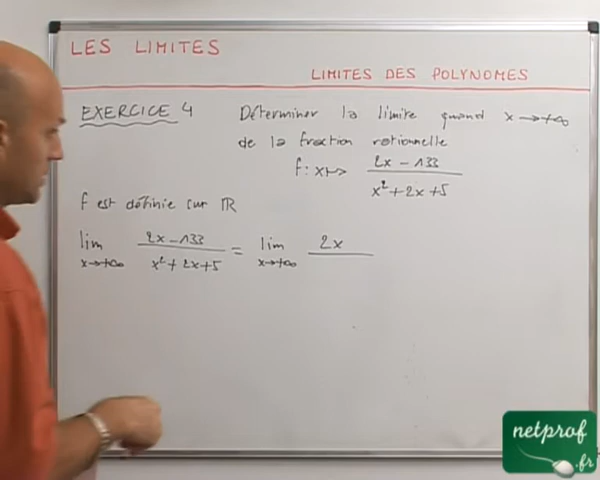 LES LIMITES
LIMITES DES POLYNOMES
EXERCICE 4 Déterminer la limite quand x → +∞
de la fraction rationnelle
f : x ↦ (2x - 133) / (x² + 2x + 5)
f est définie sur ℝ
lim x→+∞ (2x - 133) / (x² + 2x + 5) = lim x→+∞ 2x /
netprof
.fr